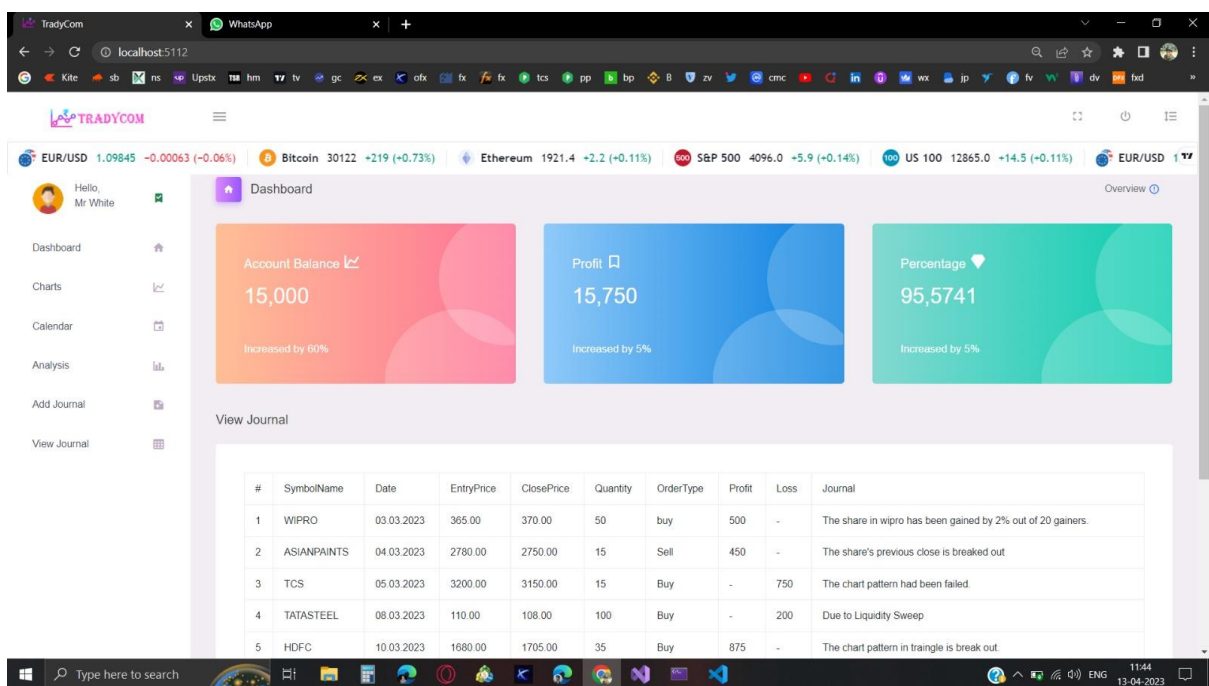 TradyCom
WhatsApp
localhost:5112
Kite sb ns Upstx hm tv gc ex ofx fx fx tcs pp bp B zv cmc wx jp fv dv fxd »
TRADYCOM
EUR/USD 1.09845 −0.00063 (−0.06%) Bitcoin 30122 +219 (+0.73%) Ethereum 1921.4 +2.2 (+0.11%) 500 S&P 500 4096.0 +5.9 (+0.14%) 100 US 100 12865.0 +14.5 (+0.11%) EUR/USD 1
Hello,
Mr White
Dashboard
Overview
Dashboard
Charts
Calendar
Analysis
Add Journal
View Journal
Account Balance
15,000
Increased by 60%
Profit
15,750
Increased by 5%
Percentage
95,5741
Increased by 5%
View Journal
# SymbolName Date EntryPrice ClosePrice Quantity OrderType Profit Loss Journal
1 WIPRO 03.03.2023 365.00 370.00 50 buy 500 - The share in wipro has been gained by 2% out of 20 gainers.
2 ASIANPAINTS 04.03.2023 2780.00 2750.00 15 Sell 450 - The share's previous close is breaked out
3 TCS 05.03.2023 3200.00 3150.00 15 Buy - 750 The chart pattern had been failed.
4 TATASTEEL 08.03.2023 110.00 108.00 100 Buy - 200 Due to Liquidity Sweep
5 HDFC 10.03.2023 1680.00 1705.00 35 Buy 875 - The chart pattern in traingle is break out.
Type here to search
ENG
11:44
13-04-2023